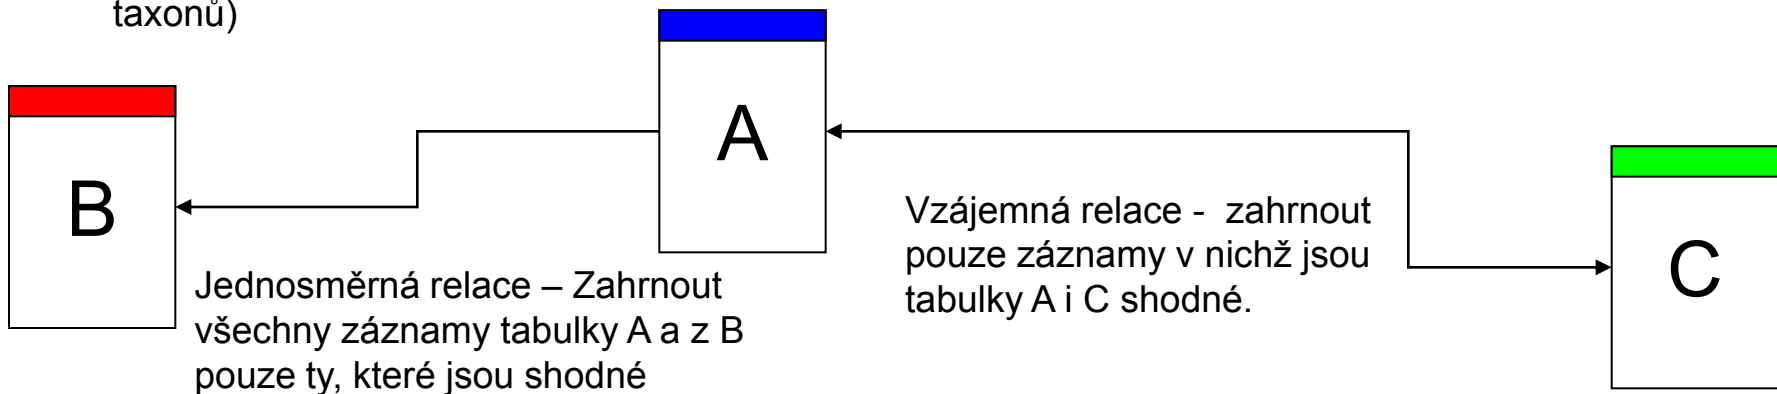 taxonů)
A
B
C
Vzájemná relace -  zahrnout
pouze záznamy v nichž jsou
tabulky A i C shodné.
Jednosměrná relace – Zahrnout
všechny záznamy tabulky A a z B
pouze ty, které jsou shodné